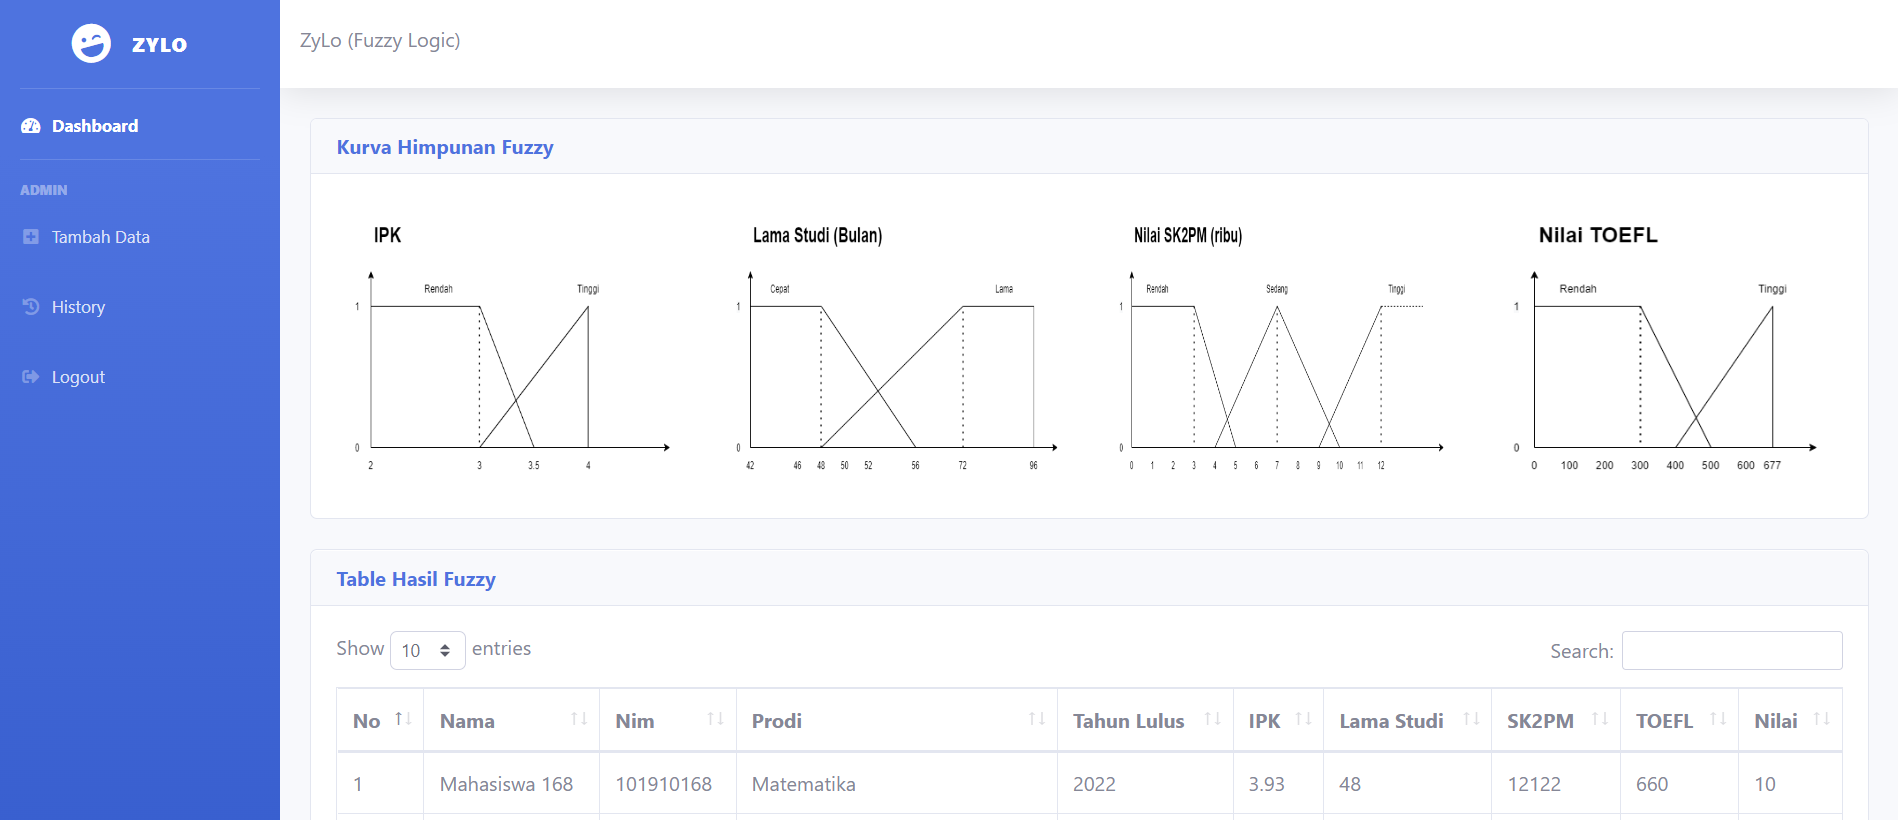 ZYLO
ZyLo (Fuzzy Logic)
Dashboard
ADMIN
Tambah Data
History
Logout
Kurva Himpunan Fuzzy
IPK
Rendah Tinggi
1
0
2 3 3.5 4
Lama Studi (Bulan)
Cepat Lama
1
0
42 46 48 50 52 56 72 96
Nilai SK2PM (ribu)
Rendah Sedang Tinggi
1
0
0 1 2 3 4 5 6 7 8 9 10 11 12
Nilai TOEFL
Rendah Tinggi
1
0
0 100 200 300 400 500 600 677
Table Hasil Fuzzy
Show 10 entries
Search:
No Nama Nim Prodi Tahun Lulus IPK Lama Studi SK2PM TOEFL Nilai
1 Mahasiswa 168 101910168 Matematika 2022 3.93 48 12122 660 10